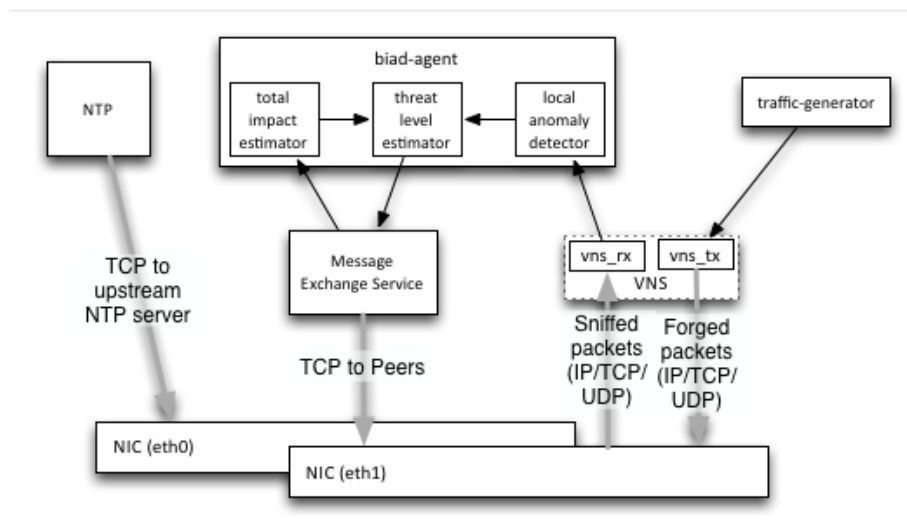 biad-agent
NTP
total
impact
estimator
threat
level
estimator
local
anomaly
detector
traffic-generator
Message
Exchange Service
vns_rx
vns_tx
VNS
TCP to
upstream
NTP server
TCP to Peers
Sniffed
packets
(IP/TCP/
UDP)
Forged
packets
(IP/TCP/
UDP)
NIC (eth0)
NIC (eth1)